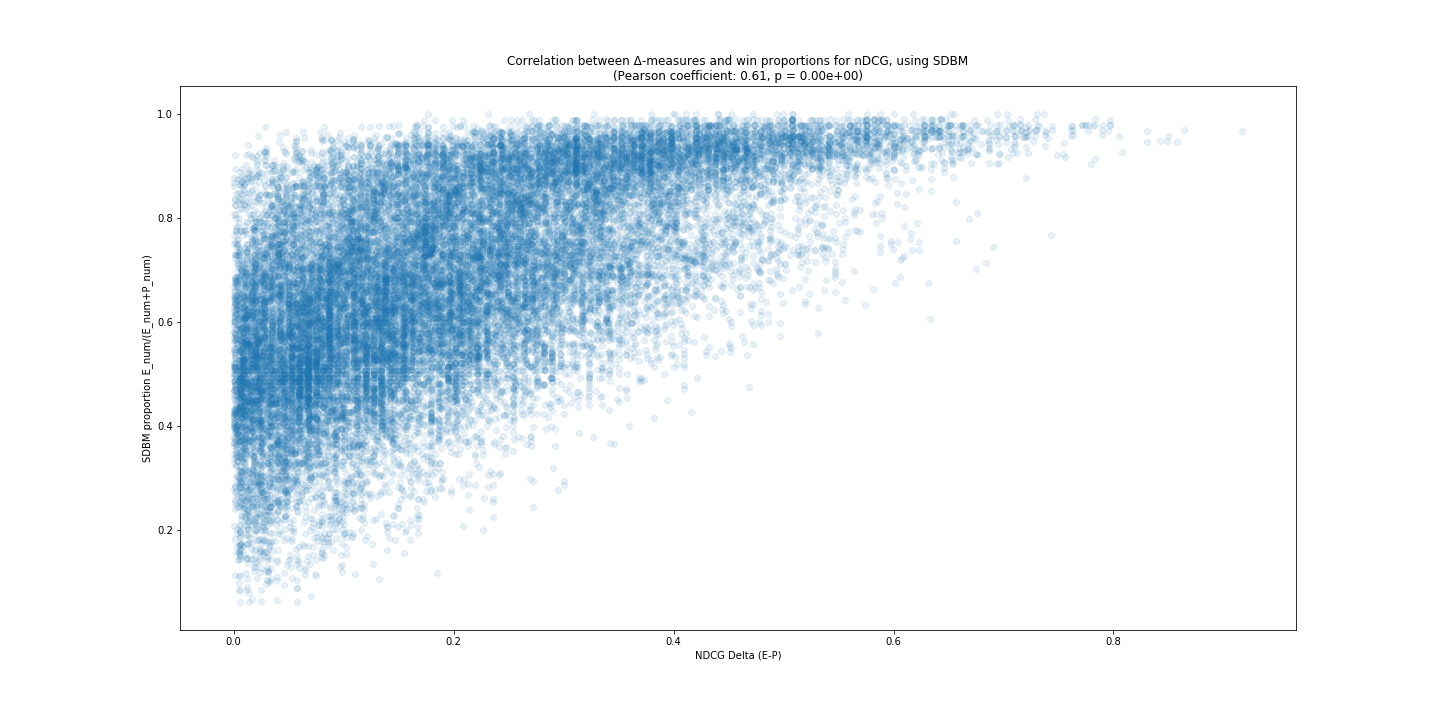 Correlation between Δ-measures and win proportions for nDCG, using SDBM
(Pearson coefficient: 0.61, p = 0.00e+00)
1.0
0.8
0.6
0.4
0.2
SDBM proportion E_num/(E_num+P_num)
0.0
0.2
0.4
0.6
0.8
NDCG Delta (E-P)